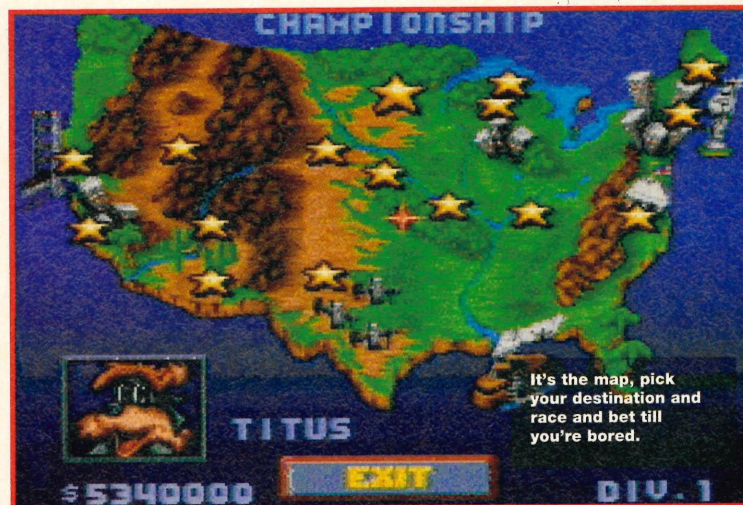 CHAMPIONSHIP
It's the map, pick
your destination and
race and bet till
you're bored.
TITUS
EXIT
$5340000
DIV.1